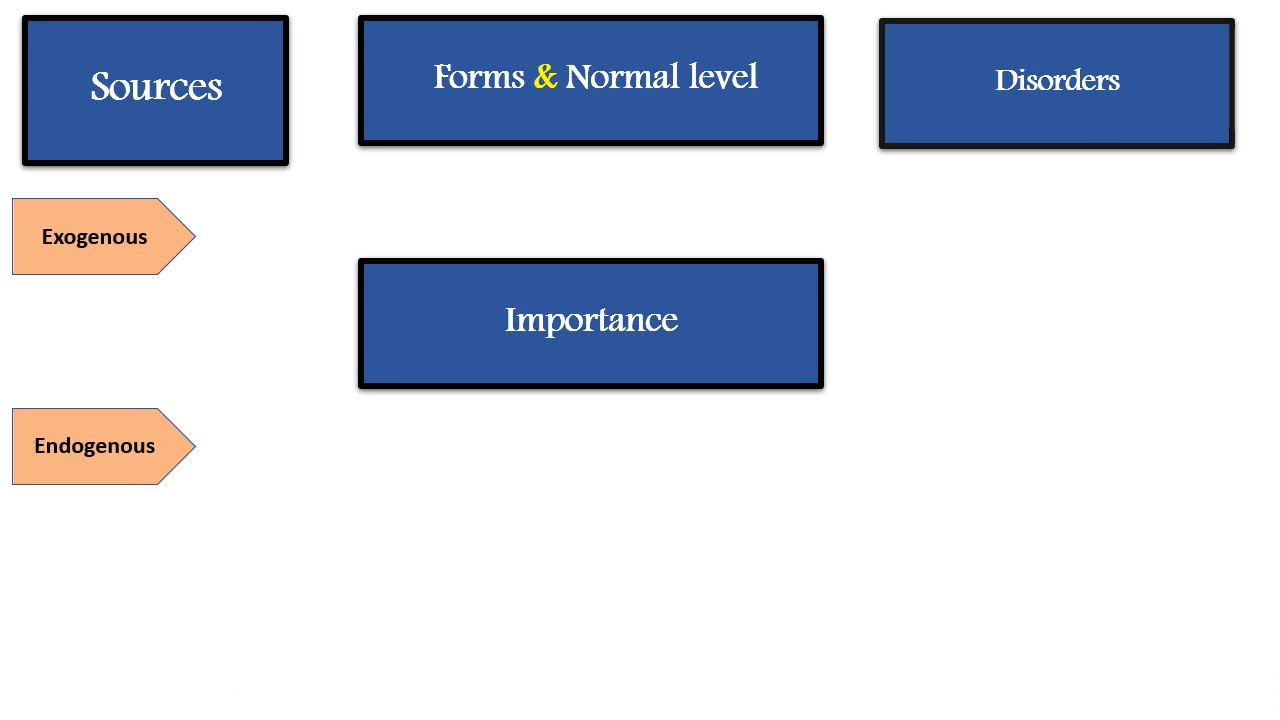 Sources
Forms & Normal level
Disorders
Exogenous
Importance
Endogenous